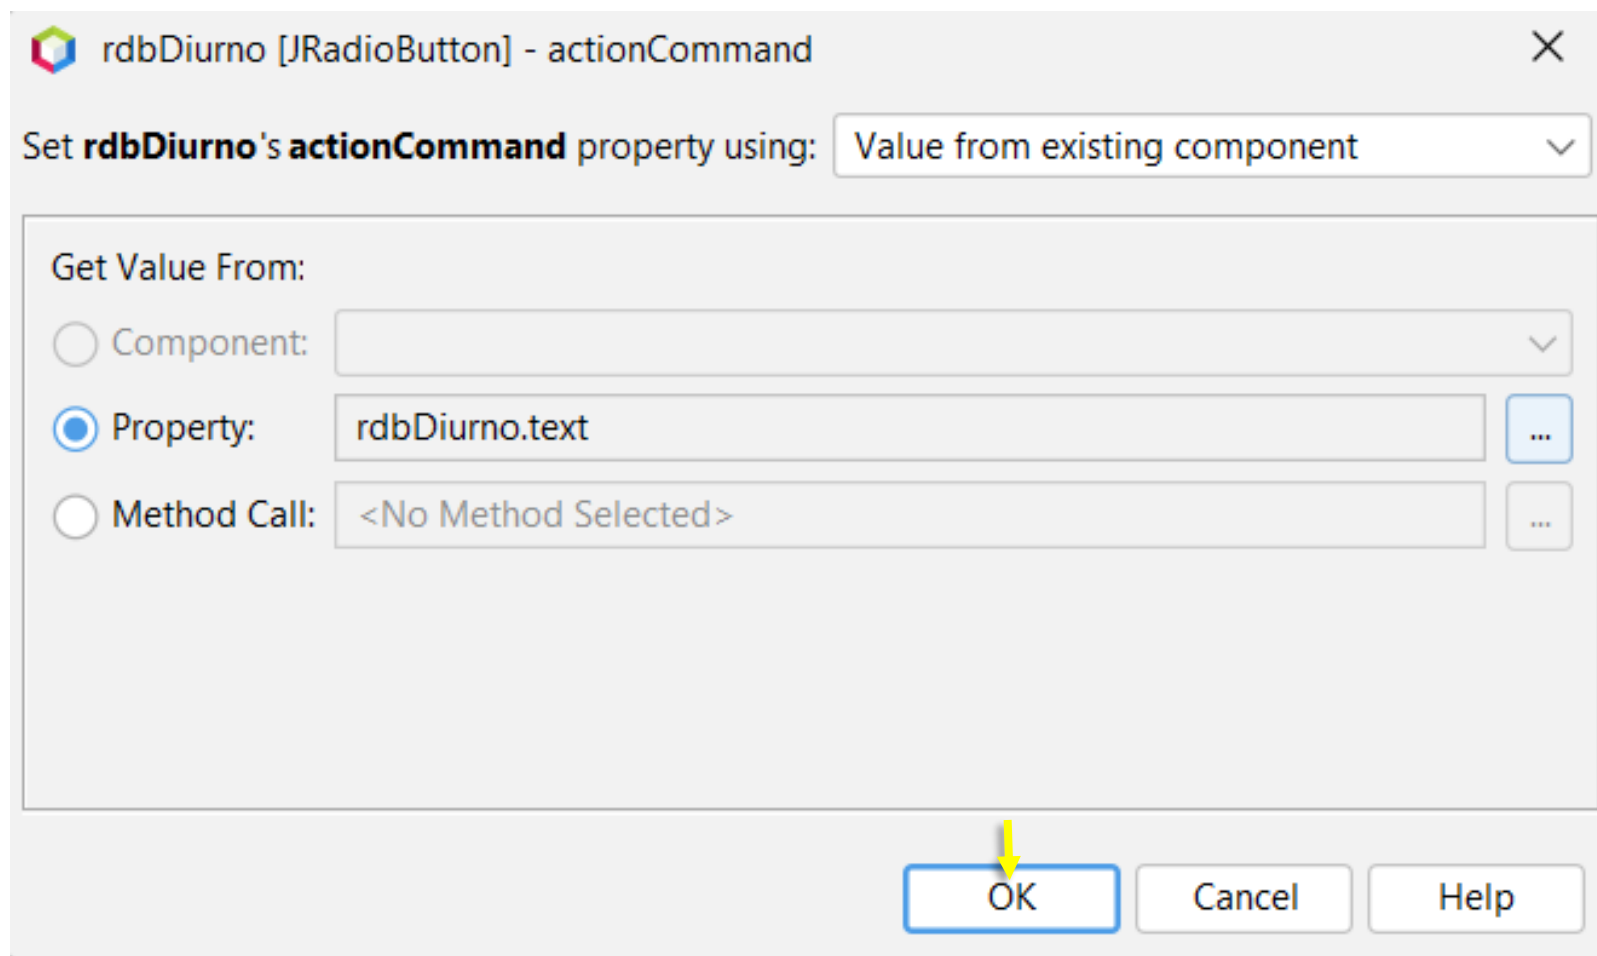 rdbDiurno [JRadioButton] - actionCommand
Set rdbDiurno's actionCommand property using: Value from existing component
Get Value From:
Component:
Property: rdbDiurno.text ...
Method Call: <No Method Selected> ...
OK Cancel Help